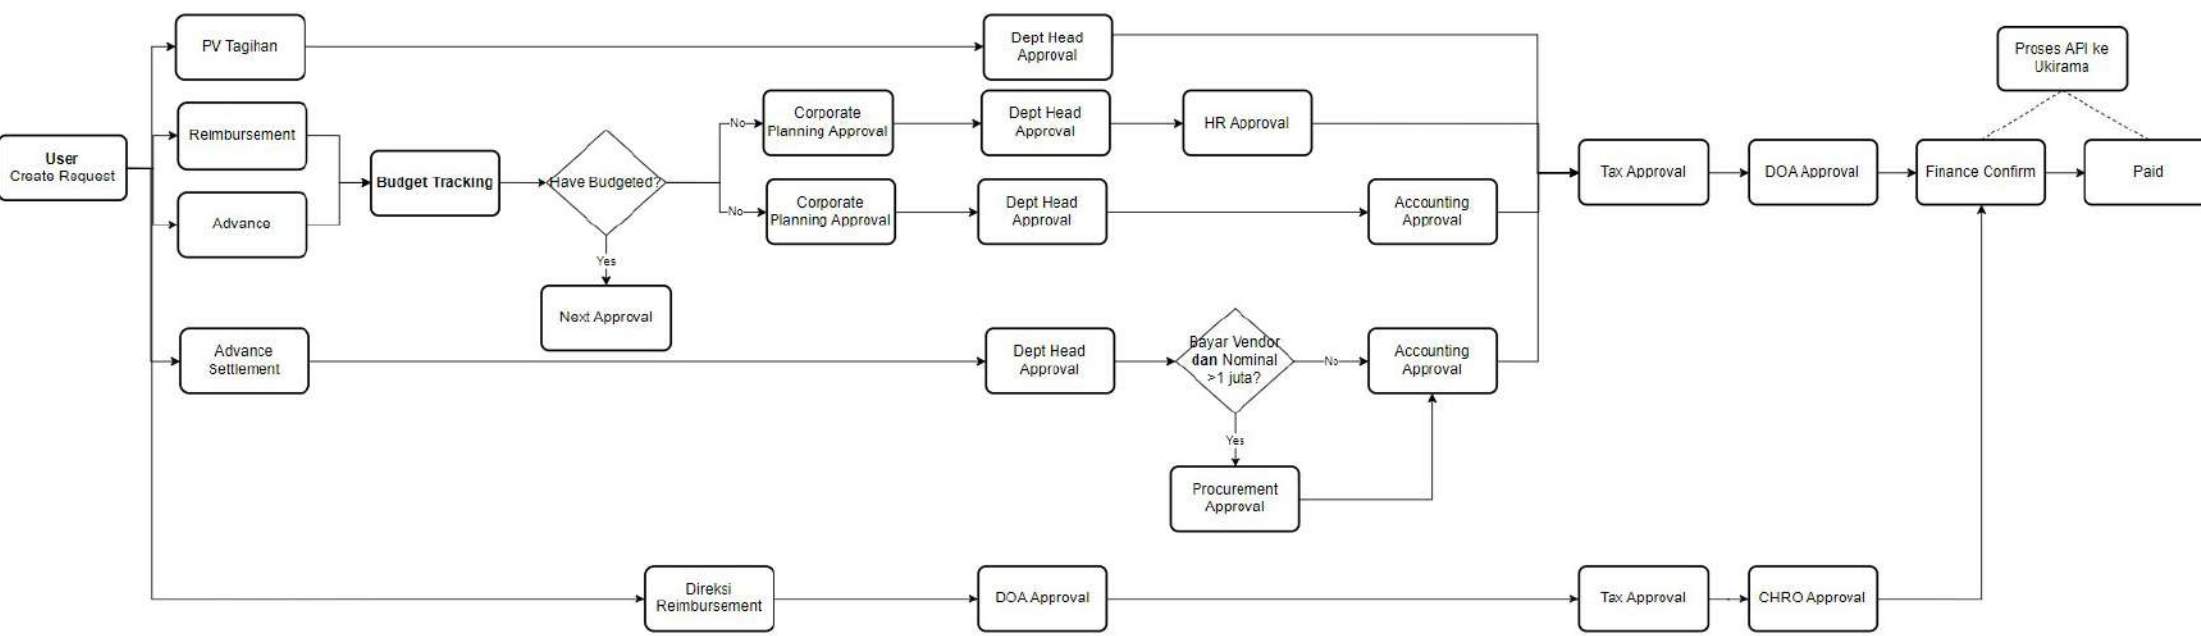 User
Create Request
PV Tagihan
Reimbursement
Advance
Budget Tracking
Have Budgeted?
Yes
Next Approval
No
No
Corporate
Planning Approval
Corporate
Planning Approval
Dept Head
Approval
Dept Head
Approval
HR Approval
Dept Head
Approval
Accounting
Approval
Advance
Settlement
Dept Head
Approval
Bayar Vendor
dan Nominal
>1 juta?
No
Accounting
Approval
Yes
Procurement
Approval
Tax Approval
DOA Approval
Finance Confirm
Paid
Proses API ke
Ukirama
Direksi
Reimbursement
DOA Approval
Tax Approval
CHRO Approval